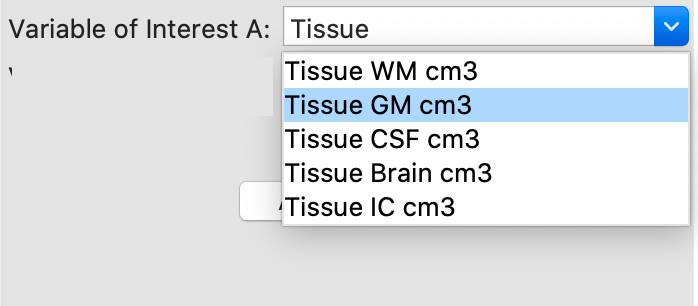 Variable of Interest A: Tissue
Tissue WM cm3
Tissue GM cm3
Tissue CSF cm3
Tissue Brain cm3
Tissue IC cm3